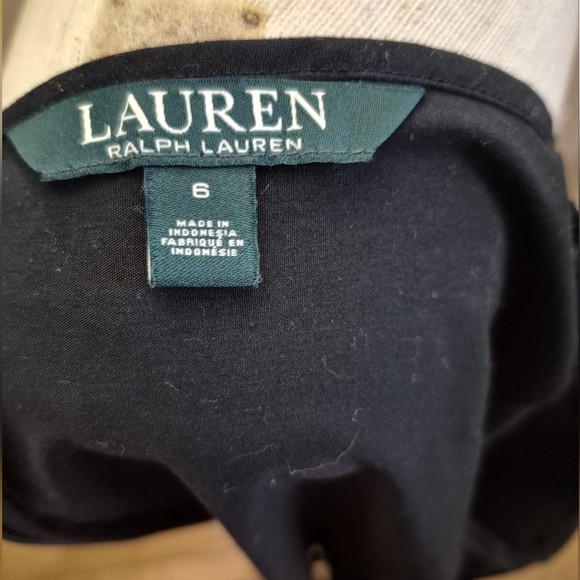 LAUREN
RALPH LAUREN
6
MADE IN
INDONESIA
FABRIQUÉ EN
INDONÉSIE